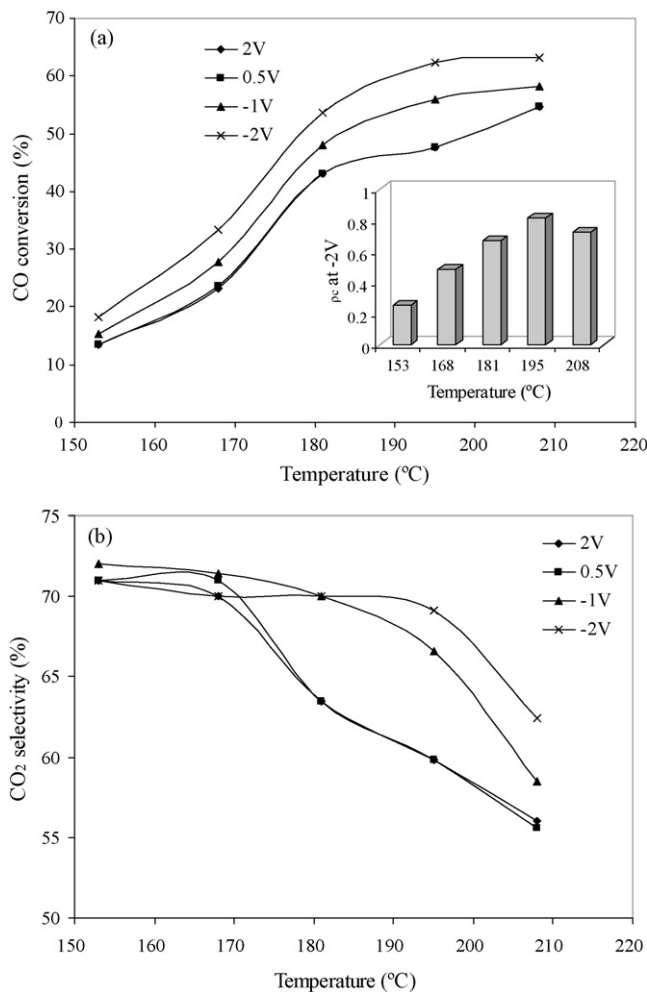 (a)
2V
0.5V
-1V
-2V
70
60
50
40
30
20
10
0
CO conversion (%)
150 160 170 180 190 200 210 220
Temperature (ºC)
1
0.8
0.6
0.4
0.2
0
ρc at -2V
153 168 181 195 208
Temperature (ºC)
(b)
2V
0.5V
-1V
-2V
75
70
65
60
55
50
CO2 selectivity (%)
150 160 170 180 190 200 210 220
Temperature (ºC)